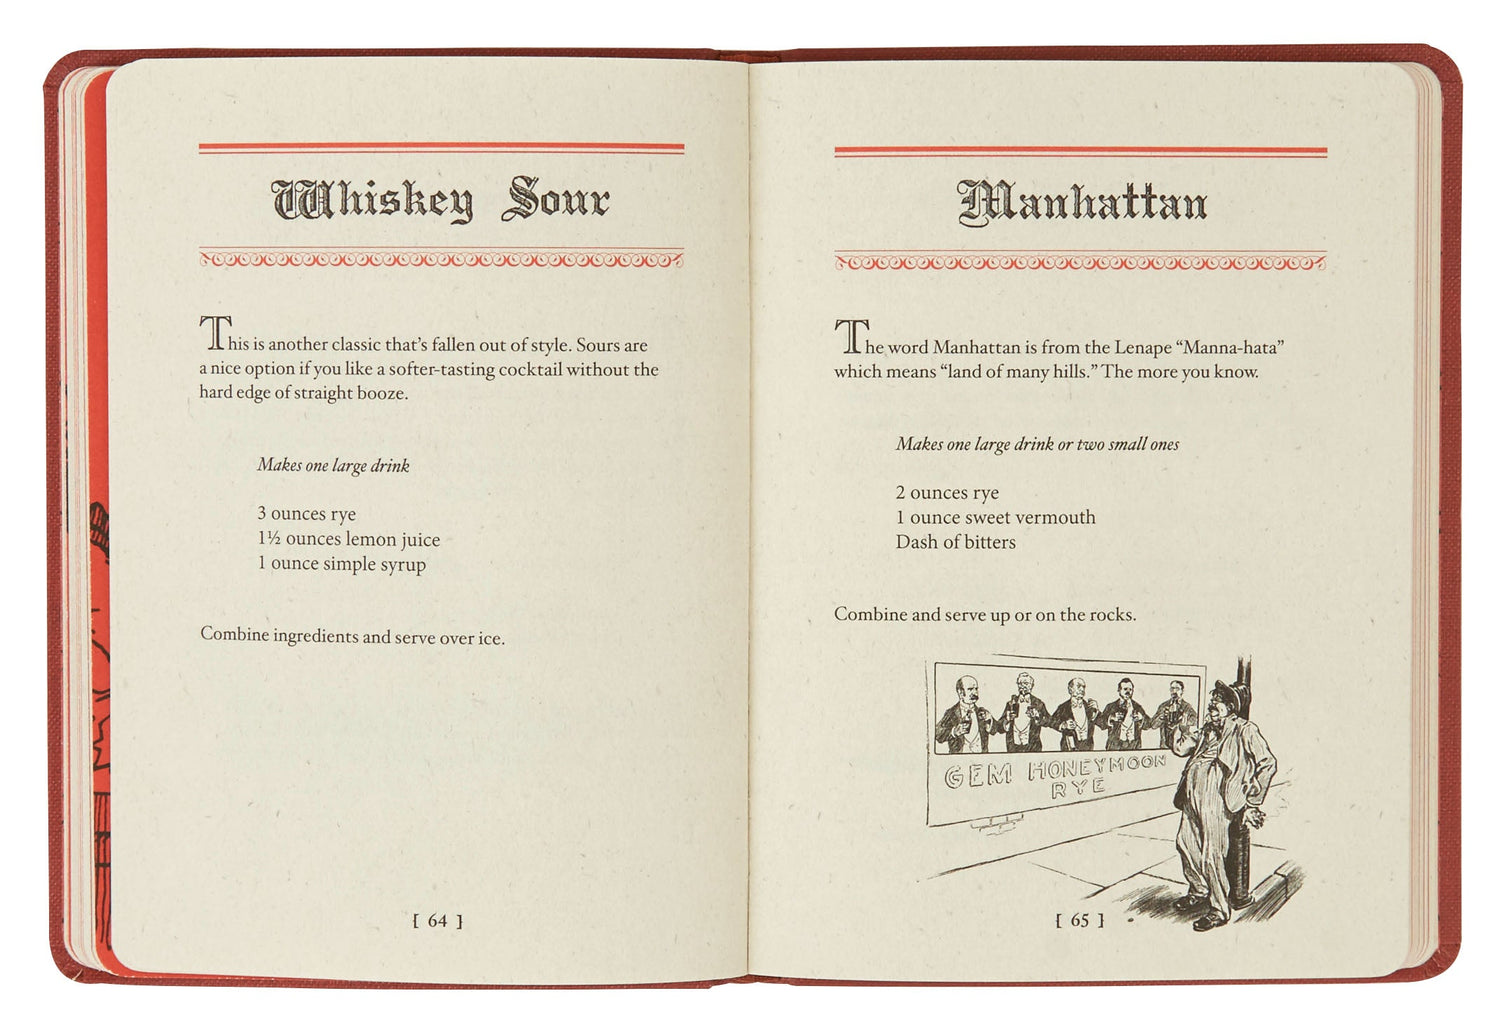 Whiskey Sour
This is another classic that's fallen out of style. Sours are
a nice option if you like a softer-tasting cocktail without the
hard edge of straight booze.
Makes one large drink
3 ounces rye
1½ ounces lemon juice
1 ounce simple syrup
Combine ingredients and serve over ice.
[ 64 ]
Manhattan
The word Manhattan is from the Lenape “Manna-hata”
which means “land of many hills.” The more you know.
Makes one large drink or two small ones
2 ounces rye
1 ounce sweet vermouth
Dash of bitters
Combine and serve up or on the rocks.
GEM HONEYMOON
RYE
[ 65 ]